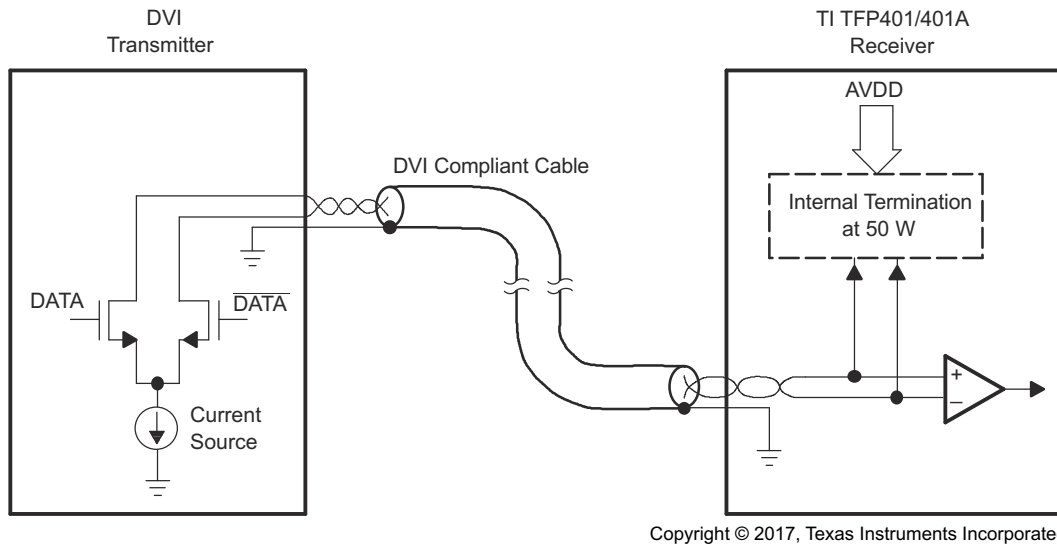 DVI
Transmitter
TI TFP401/401A
Receiver
AVDD
DVI Compliant Cable
Internal Termination
at 50 W
DATA
DATA
+
–
Current
Source
Copyright © 2017, Texas Instruments Incorporate